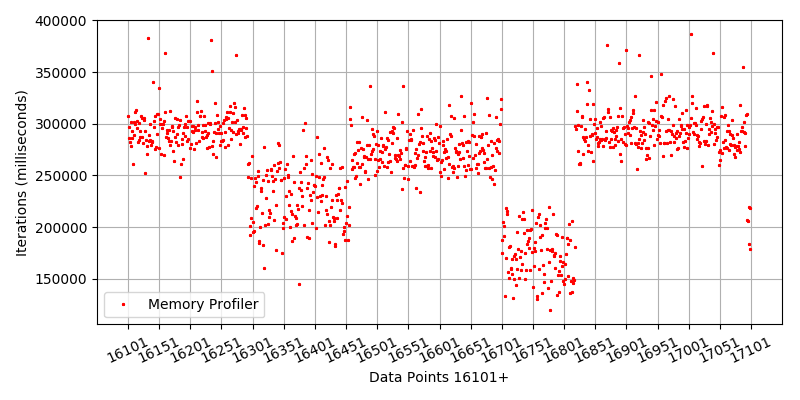 400000
350000
300000
250000
200000
150000
Iterations (milliseconds)
Memory Profiler
16101 16151 16201 16251 16301 16351 16401 16451 16501 16551 16601 16651 16701 16751 16801 16851 16901 16951 17001 17051 17101
Data Points 16101+